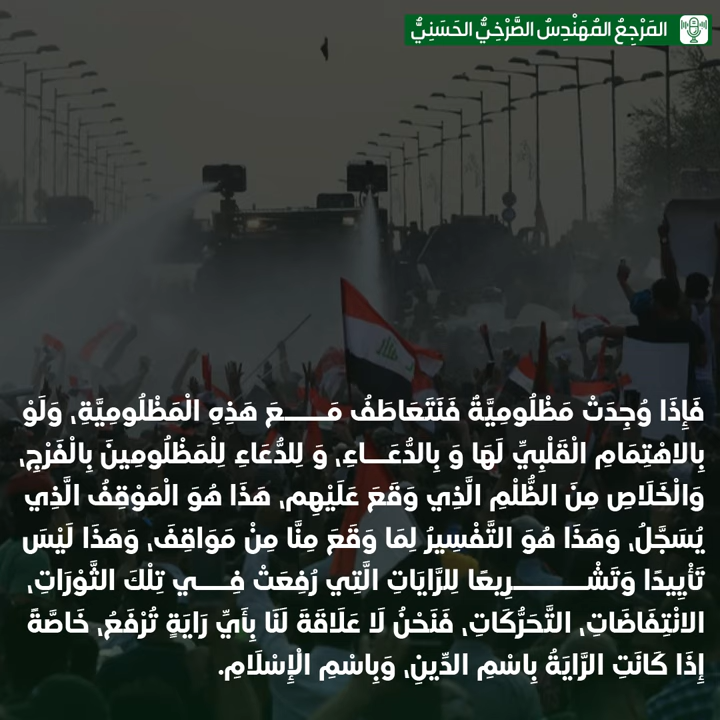 المَرْجِعُ المُهَنْدِسُ الصَّرْخِيُّ الحَسَنِيُّ
فَإِذَا وُجِدَتْ مَظْلُومِيَّةٌ فَنَتَعَاطَفُ مَــــعَ هَذِهِ الْمَظْلُومِيَّةِ، وَلَوْ
بِالاهْتِمَامِ الْقَلْبِيِّ لَهَا وَ بِالدُّعَـــاءِ، وَ لِلدُّعَاءِ لِلْمَظْلُومِينَ بِالْفَرْجِ،
وَالْخَلَاصِ مِنَ الظُّلْمِ الَّذِي وَقَعَ عَلَيْهِم، هَذَا هُوَ الْمَوْقِفُ الَّذِي
يُسَجَّلُ، وَهَذَا هُوَ التَّفْسِيرُ لِمَا وَقَعَ مِنَّا مِنْ مَوَاقِفَ، وَهَذَا لَيْسَ
تَأْيِيدًا وَتَشْــــــــرِيعًا لِلرَّايَاتِ الَّتِي رُفِعَتْ فِــــي تِلْكَ الثَّوْرَاتِ،
الانْتِفَاضَاتِ، التَّحَرُّكَاتِ، فَنَحْنُ لَا عَلَاقَةَ لَنَا بِأَيِّ رَايَةٍ تُرْفَعُ، خَاصَّةً
إِذَا كَانَتِ الرَّايَةُ بِاسْمِ الدِّينِ، وَبِاسْمِ الْإِسْلَامِ.